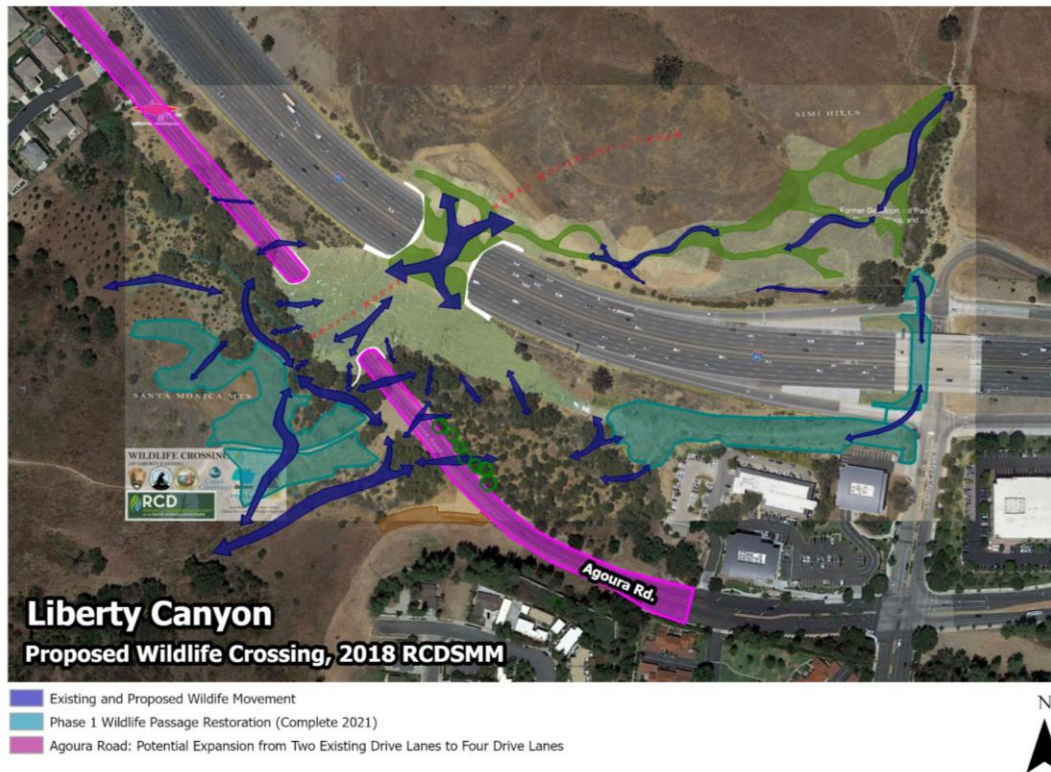 SIMI HILLS
SANTA MONICA MTS
WILDLIFE CROSSING
RCD
Agoura Rd.
Liberty Canyon
Proposed Wildlife Crossing, 2018 RCDSMM
Existing and Proposed Wildlife Movement
Phase 1 Wildlife Passage Restoration (Complete 2021)
Agoura Road: Potential Expansion from Two Existing Drive Lanes to Four Drive Lanes
N